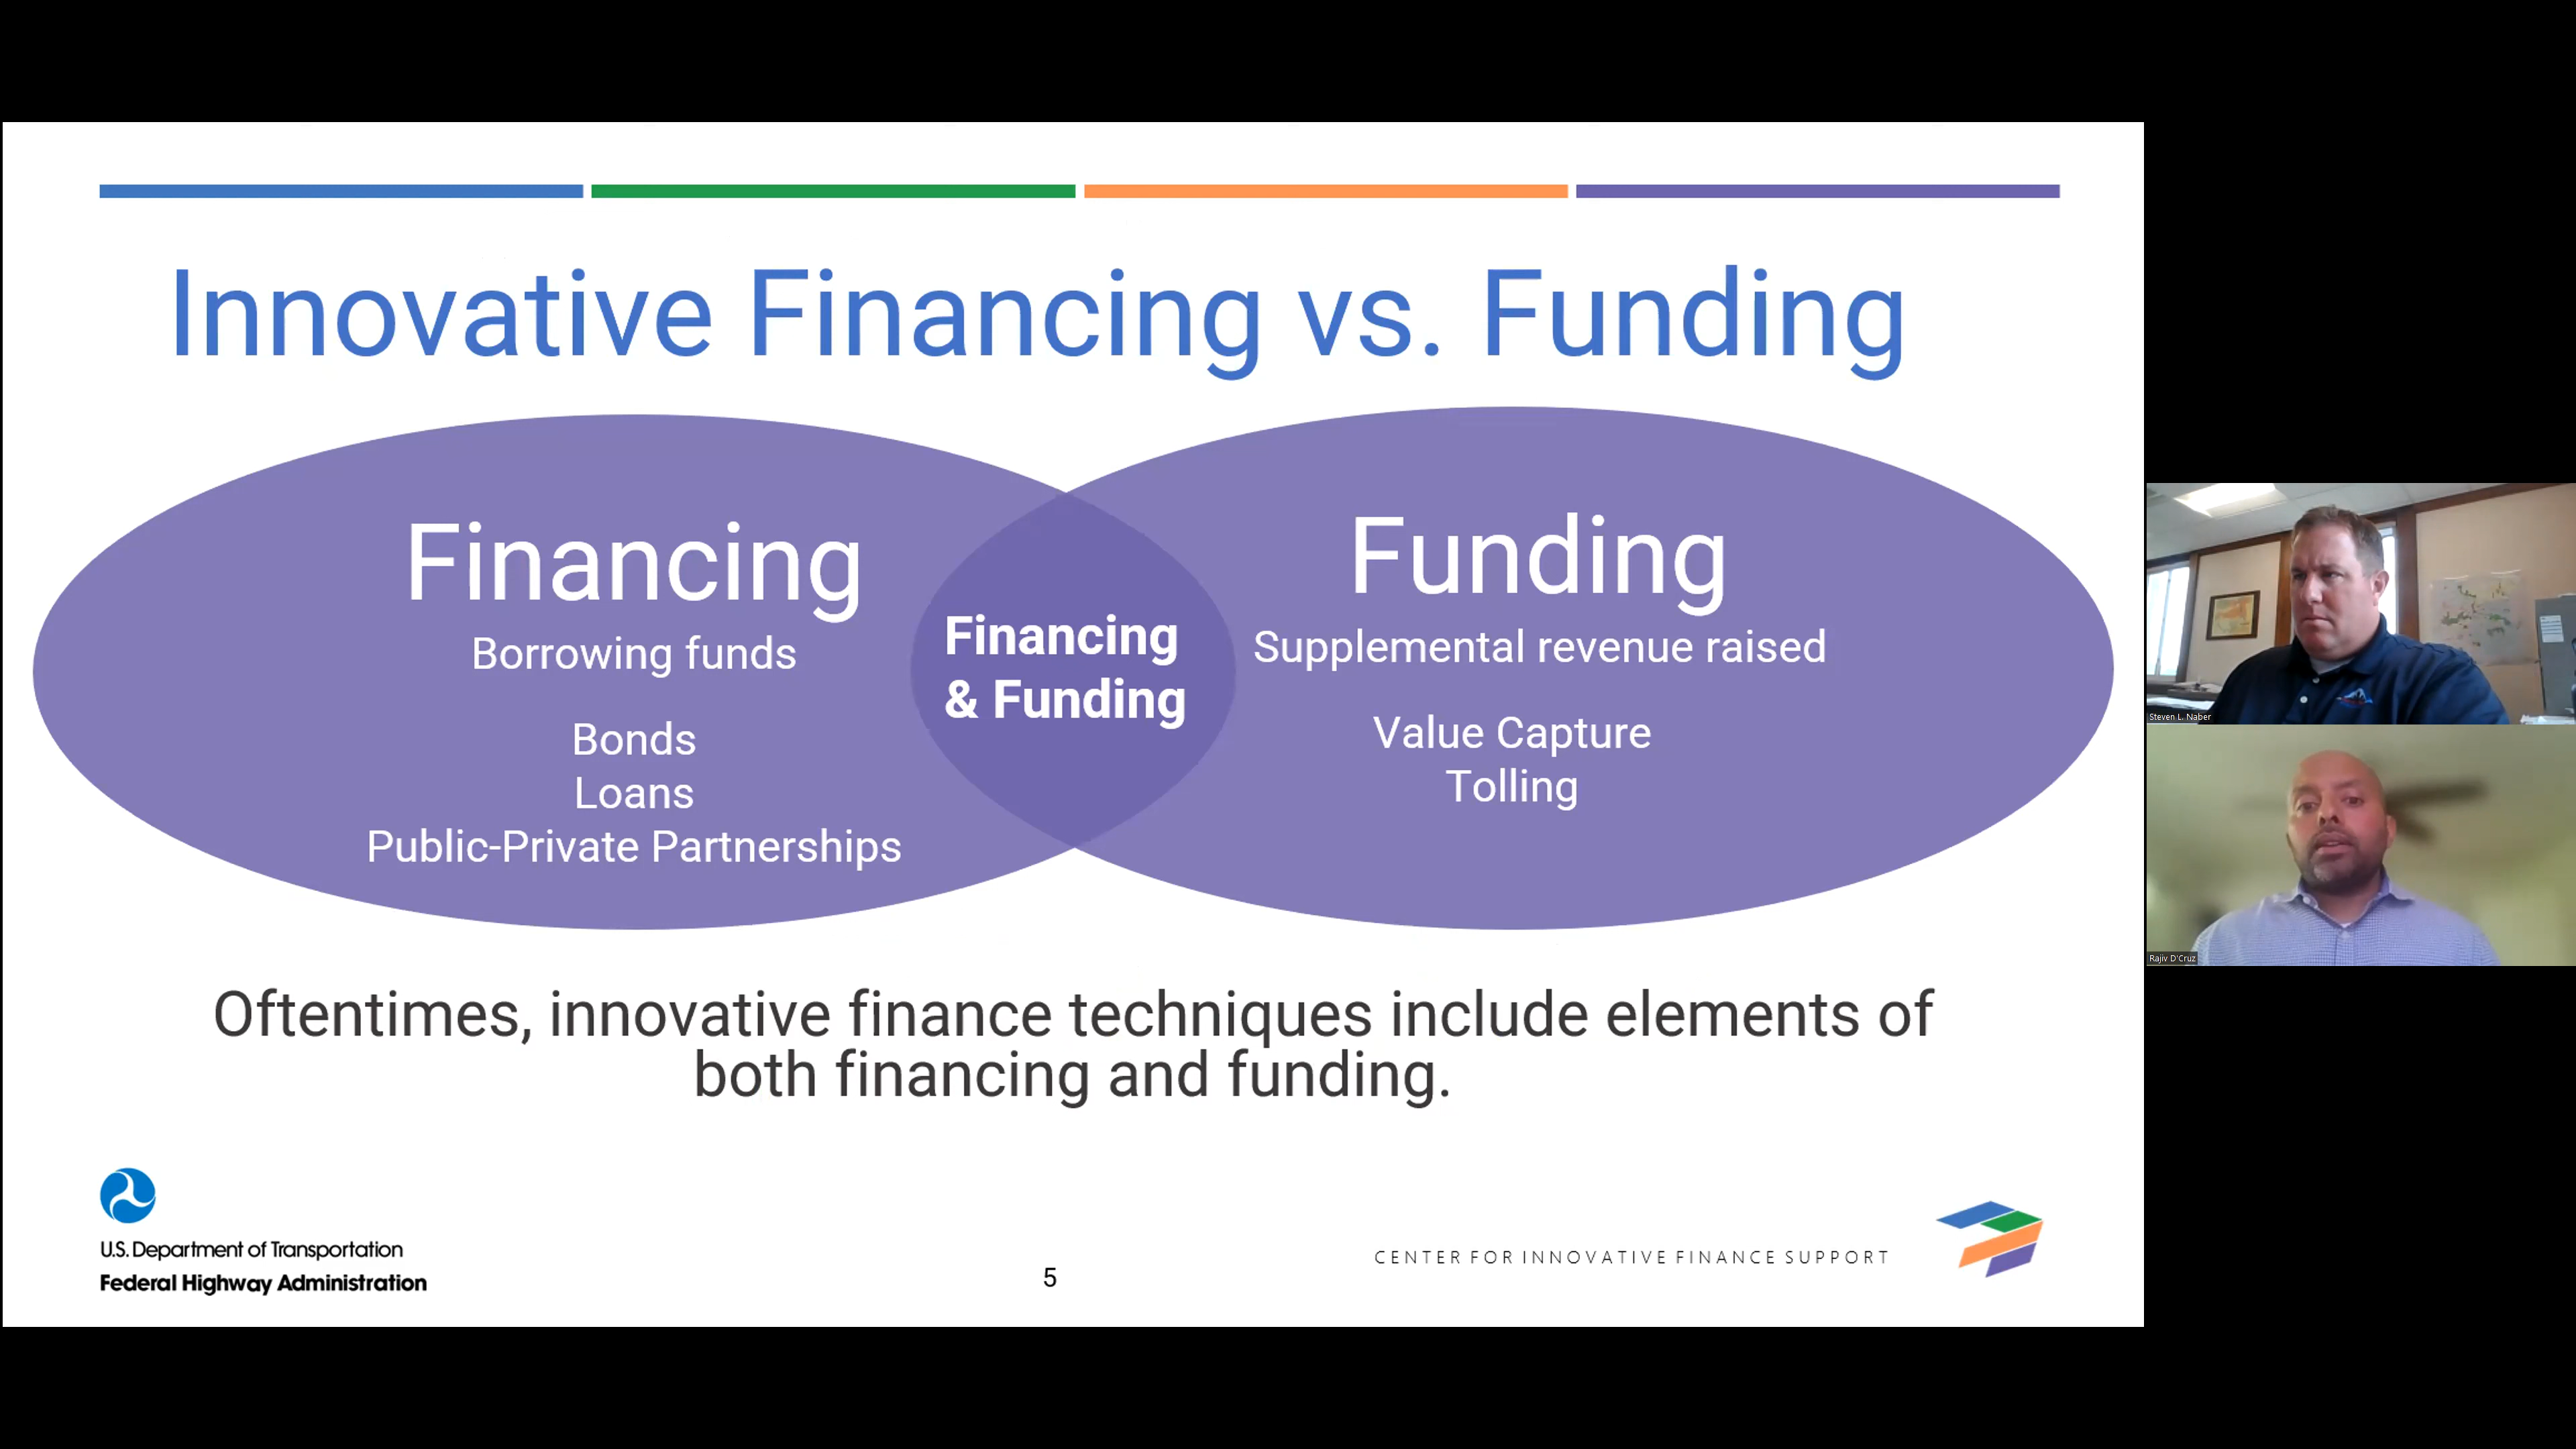 Innovative Financing vs. Funding
Financing
Borrowing funds
Bonds
Loans
Public-Private Partnerships
Financing
& Funding
Funding
Supplemental revenue raised
Value Capture
Tolling
Oftentimes, innovative finance techniques include elements of
both financing and funding.
U.S. Department of Transportation
Federal Highway Administration
5
CENTER FOR INNOVATIVE FINANCE SUPPORT
Steven L. Naber
Rajiv D'Cruz